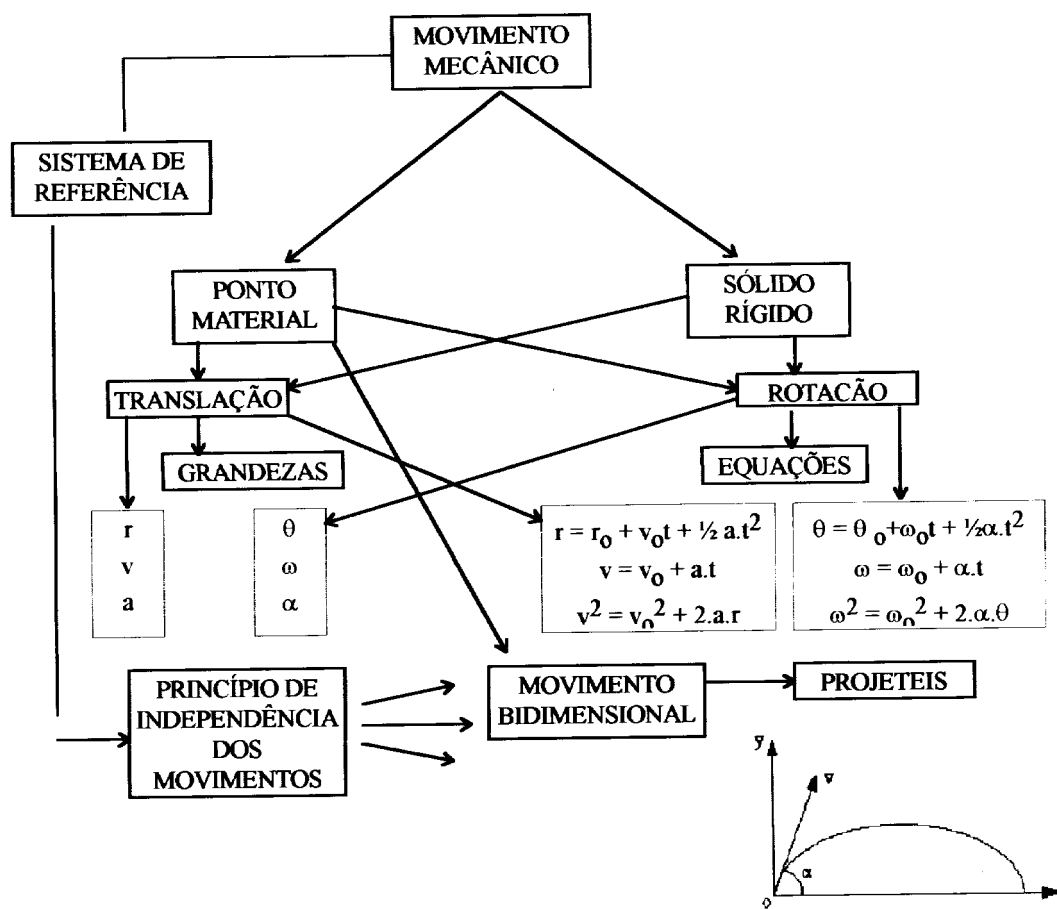 MOVIMENTO
MECÂNICO
SISTEMA DE
REFERÊNCIA
PONTO
MATERIAL
SÓLIDO
RÍGIDO
TRANSLAÇÃO
ROTACÃO
GRANDEZAS
EQUAÇÕES
r
v
a
θ
ω
α
r = r₀ + v₀t + ½ a.t²
v = v₀ + a.t
v² = v₀² + 2.a.r
θ = θ ₀+ω₀t + ½α.t²
ω = ω₀ + α.t
ω² = ω₀² + 2.α.θ
PRINCÍPIO DE
INDEPENDÊNCIA
DOS
MOVIMENTOS
MOVIMENTO
BIDIMENSIONAL
PROJETEIS
y
v
α
0